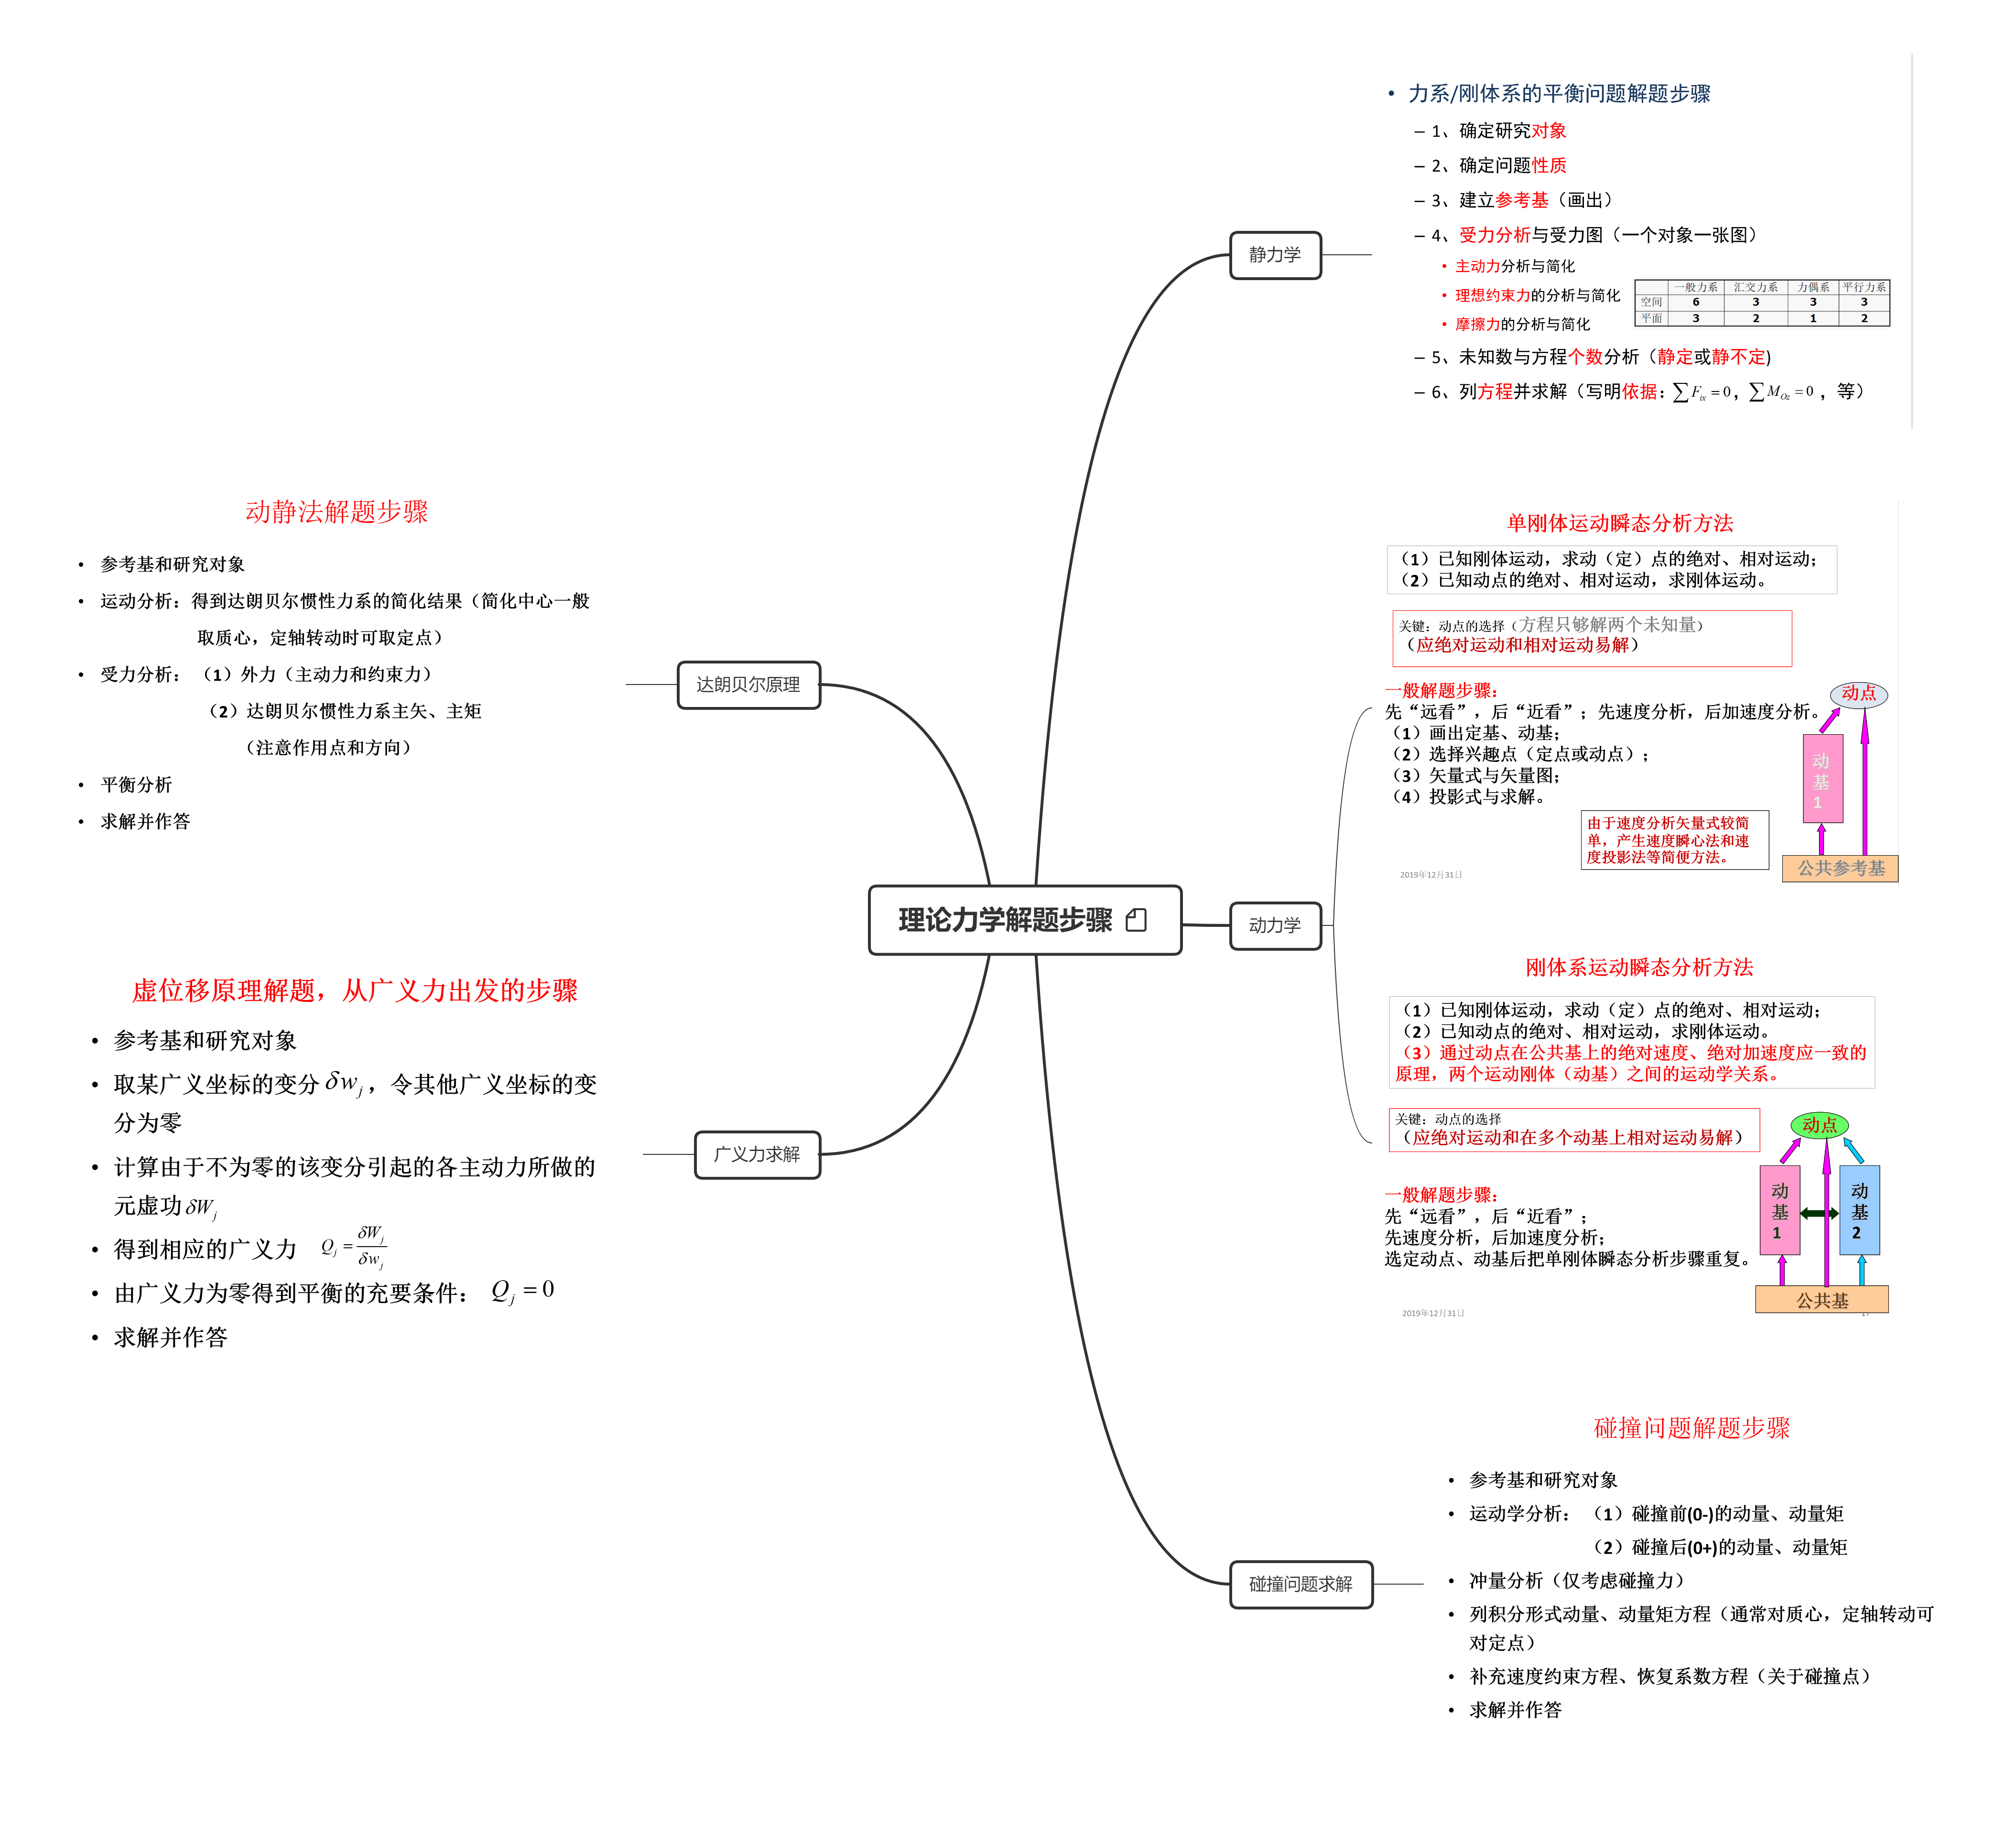 理论力学解题步骤
静力学
• 力系/刚体系的平衡问题解题步骤
– 1、确定研究对象
– 2、确定问题性质
– 3、建立参考基（画出）
– 4、受力分析与受力图（一个对象一张图）
• 主动力分析与简化
• 理想约束力的分析与简化
• 摩擦力的分析与简化
一般力系 汇交力系 力偶系 平行力系
空间 6 3 3 3
平面 3 2 1 2
– 5、未知数与方程个数分析（静定或静不定)
– 6、列方程并求解（写明依据：∑F_ix = 0，∑M_Oz = 0 ，等）
动力学
单刚体运动瞬态分析方法
（1）已知刚体运动，求动（定）点的绝对、相对运动；
（2）已知动点的绝对、相对运动，求刚体运动。
关键：动点的选择（方程只够解两个未知量）
（应绝对运动和相对运动易解）
一般解题步骤：
先“远看”，后“近看”；先速度分析，后加速度分析。
（1）画出定基、动基；
（2）选择兴趣点（定点或动点）；
（3）矢量式与矢量图；
（4）投影式与求解。
由于速度分析矢量式较简
单，产生速度瞬心法和速
度投影法等简便方法。
动点
动
基
1
公共参考基
2019年12月31日
刚体系运动瞬态分析方法
（1）已知刚体运动，求动（定）点的绝对、相对运动；
（2）已知动点的绝对、相对运动，求刚体运动。
（3）通过动点在公共基上的绝对速度、绝对加速度应一致的
原理，两个运动刚体（动基）之间的运动学关系。
关键：动点的选择
（应绝对运动和在多个动基上相对运动易解）
一般解题步骤：
先“远看”，后“近看”；
先速度分析，后加速度分析；
选定动点、动基后把单刚体瞬态分析步骤重复。
动点
动
基
1
动
基
2
公共基
2019年12月31日
碰撞问题求解
碰撞问题解题步骤
• 参考基和研究对象
• 运动学分析： （1）碰撞前(0-)的动量、动量矩
（2）碰撞后(0+)的动量、动量矩
• 冲量分析（仅考虑碰撞力）
• 列积分形式动量、动量矩方程（通常对质心，定轴转动可
对定点）
• 补充速度约束方程、恢复系数方程（关于碰撞点）
• 求解并作答
达朗贝尔原理
动静法解题步骤
• 参考基和研究对象
• 运动分析：得到达朗贝尔惯性力系的简化结果（简化中心一般
取质心，定轴转动时可取定点）
• 受力分析： （1）外力（主动力和约束力）
（2）达朗贝尔惯性力系主矢、主矩
（注意作用点和方向）
• 平衡分析
• 求解并作答
广义力求解
虚位移原理解题，从广义力出发的步骤
• 参考基和研究对象
• 取某广义坐标的变分 δw_j ，令其他广义坐标的变
分为零
• 计算由于不为零的该变分引起的各主动力所做的
元虚功 δW_j
• 得到相应的广义力 Q_j = δW_j / δw_j
• 由广义力为零得到平衡的充要条件： Q_j = 0
• 求解并作答